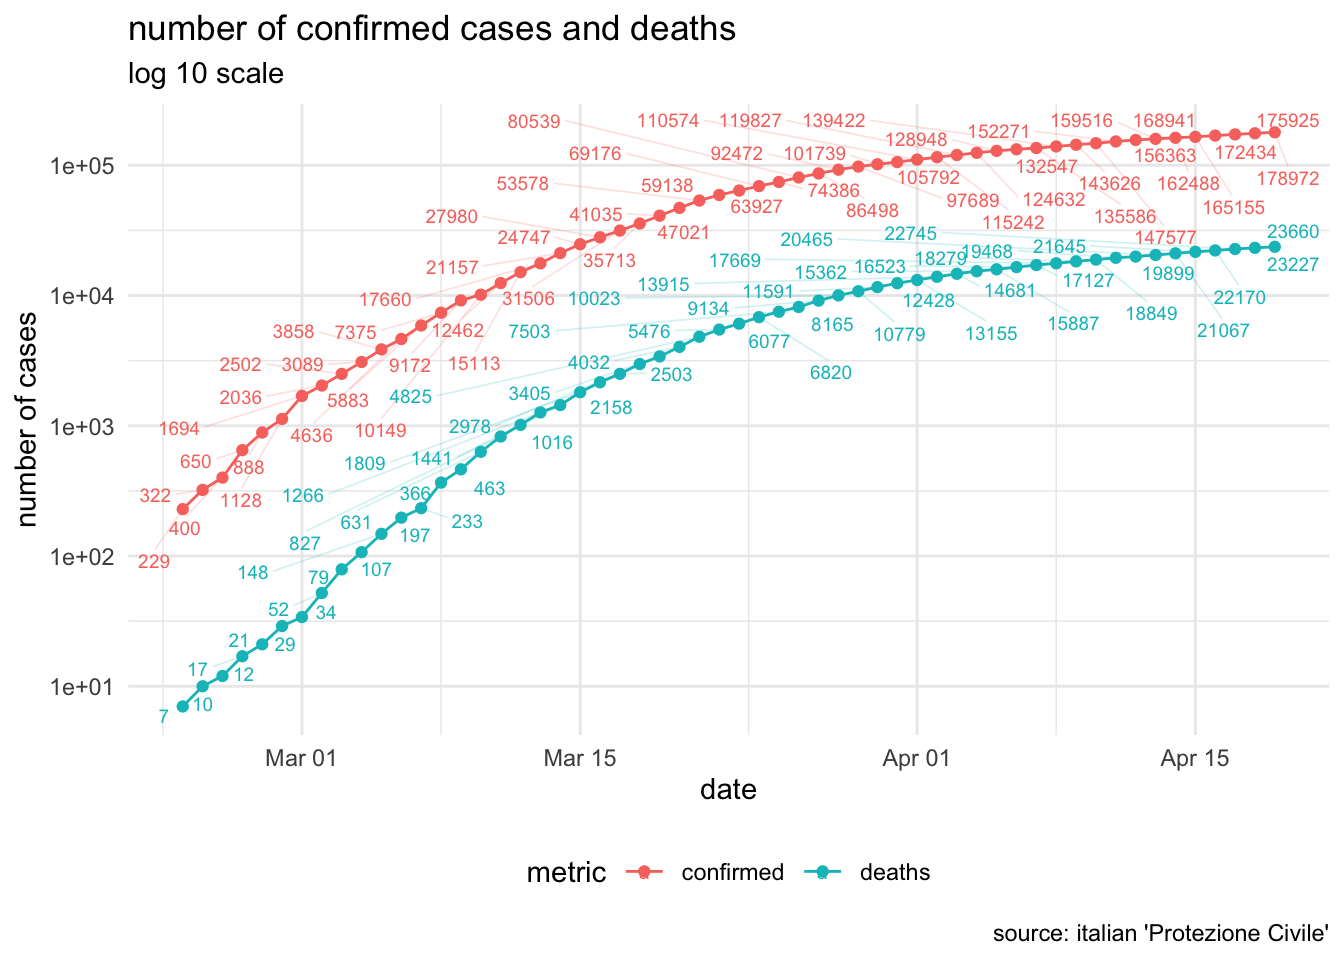 number of confirmed cases and deaths
log 10 scale
80539 110574 119827 139422 159516 168941 175925
128948 152271
69176 92472 101739 132547 156363 172434
53578 59138 74386 105792 143626 162488 178972
63927 86498 97689 124632
27980 41035 115242 135586 165155
24747 47021 147577
21157 35713
20465 22745 23660
17669 16523 18279 19468 21645 23227
13915 15362 17127 19899
17660 31506 10023 11591 12428 14681 22170
9134
3858 7375 12462 7503 5476 8165 10779 13155 15887 18849 21067
6077
2502 3089 9172 15113 4032 6820
2503
2036 5883 4825 3405 2158
1694 4636 10149 2978 1016
650 888 1809 1441
322 1128 1266 366 463
400 631 233
229 827 197
148 79 107
52 34
21 29
17 12
7 10
1e+05
1e+04
1e+03
1e+02
1e+01
number of cases
Mar 01 Mar 15 Apr 01 Apr 15
date
metric confirmed deaths
source: italian 'Protezione Civile'